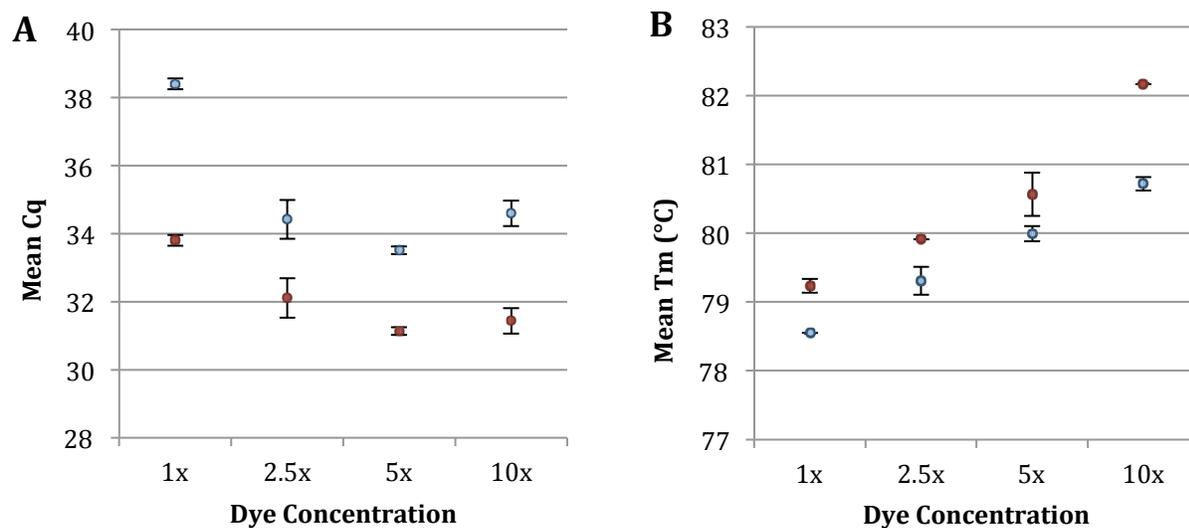 A
Mean Cq
40
38
36
34
32
30
28
1x 2.5x 5x 10x
Dye Concentration
B
Mean Tm (°C)
83
82
81
80
79
78
77
1x 2.5x 5x 10x
Dye Concentration